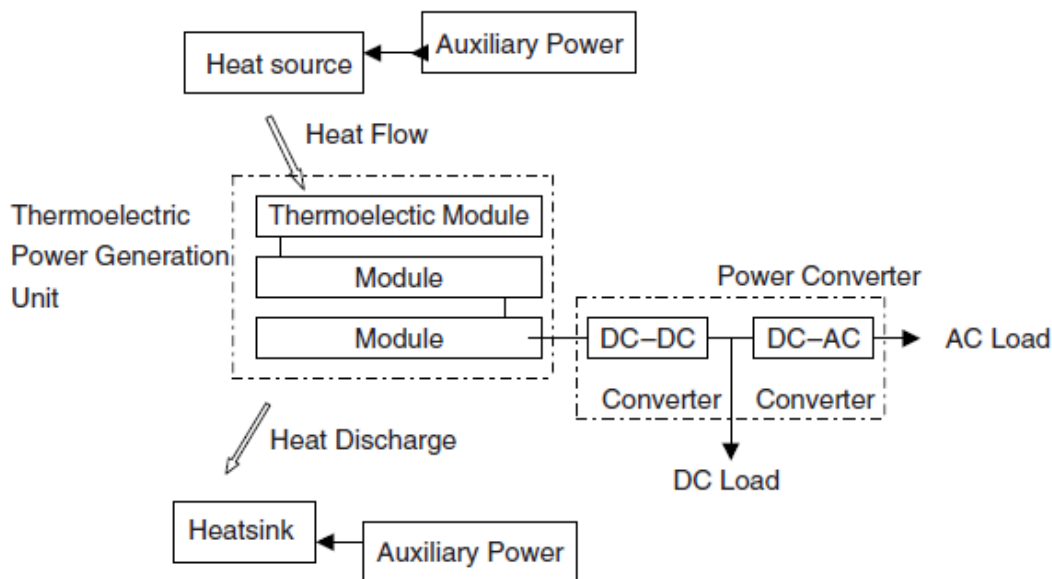 Auxiliary Power
Heat source
Heat Flow
Thermoelectric
Power Generation
Unit
Thermoelectic Module
Module
Module
Power Converter
DC–DC
DC–AC
AC Load
Converter
Converter
Heat Discharge
DC Load
Heatsink
Auxiliary Power